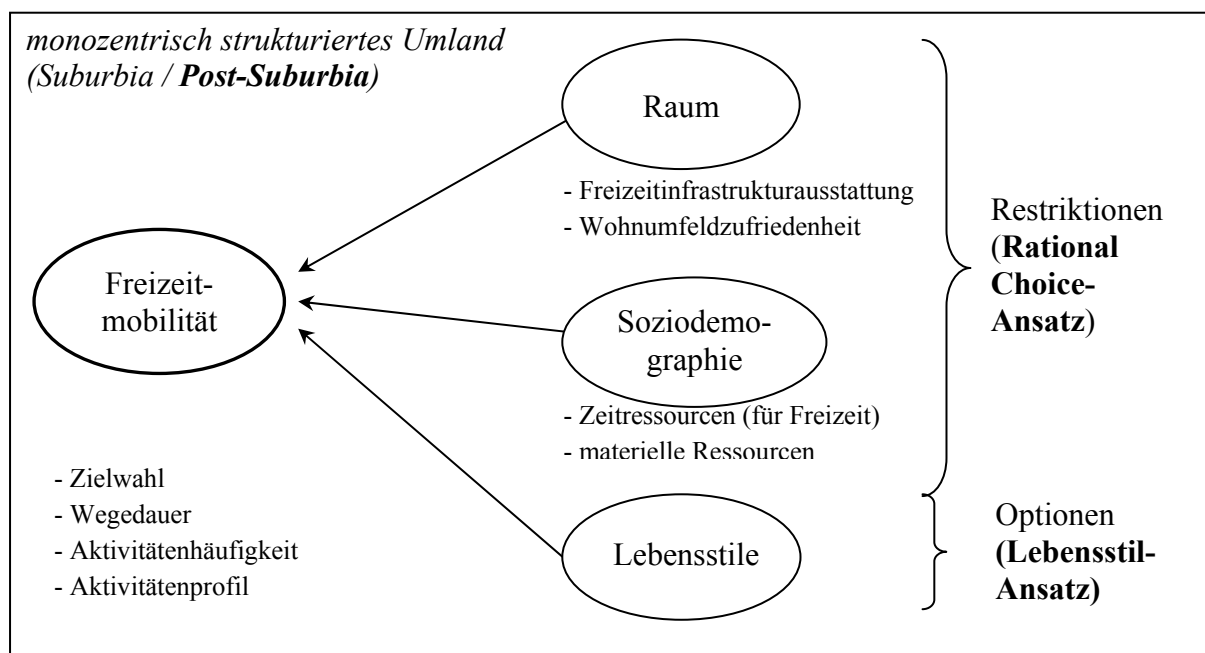 monozentrisch strukturiertes Umland
(Suburbia / Post-Suburbia)
Raum
- Freizeitinfrastrukturausstattung
- Wohnumfeldzufriedenheit
Restriktionen
(Rational
Choice-
Ansatz)
Freizeit-
mobilität
Soziodemo-
graphie
- Zeitressourcen (für Freizeit)
- materielle Ressourcen
- Zielwahl
- Wegedauer
- Aktivitätenhäufigkeit
- Aktivitätenprofil
Lebensstile
Optionen
(Lebensstil-
Ansatz)